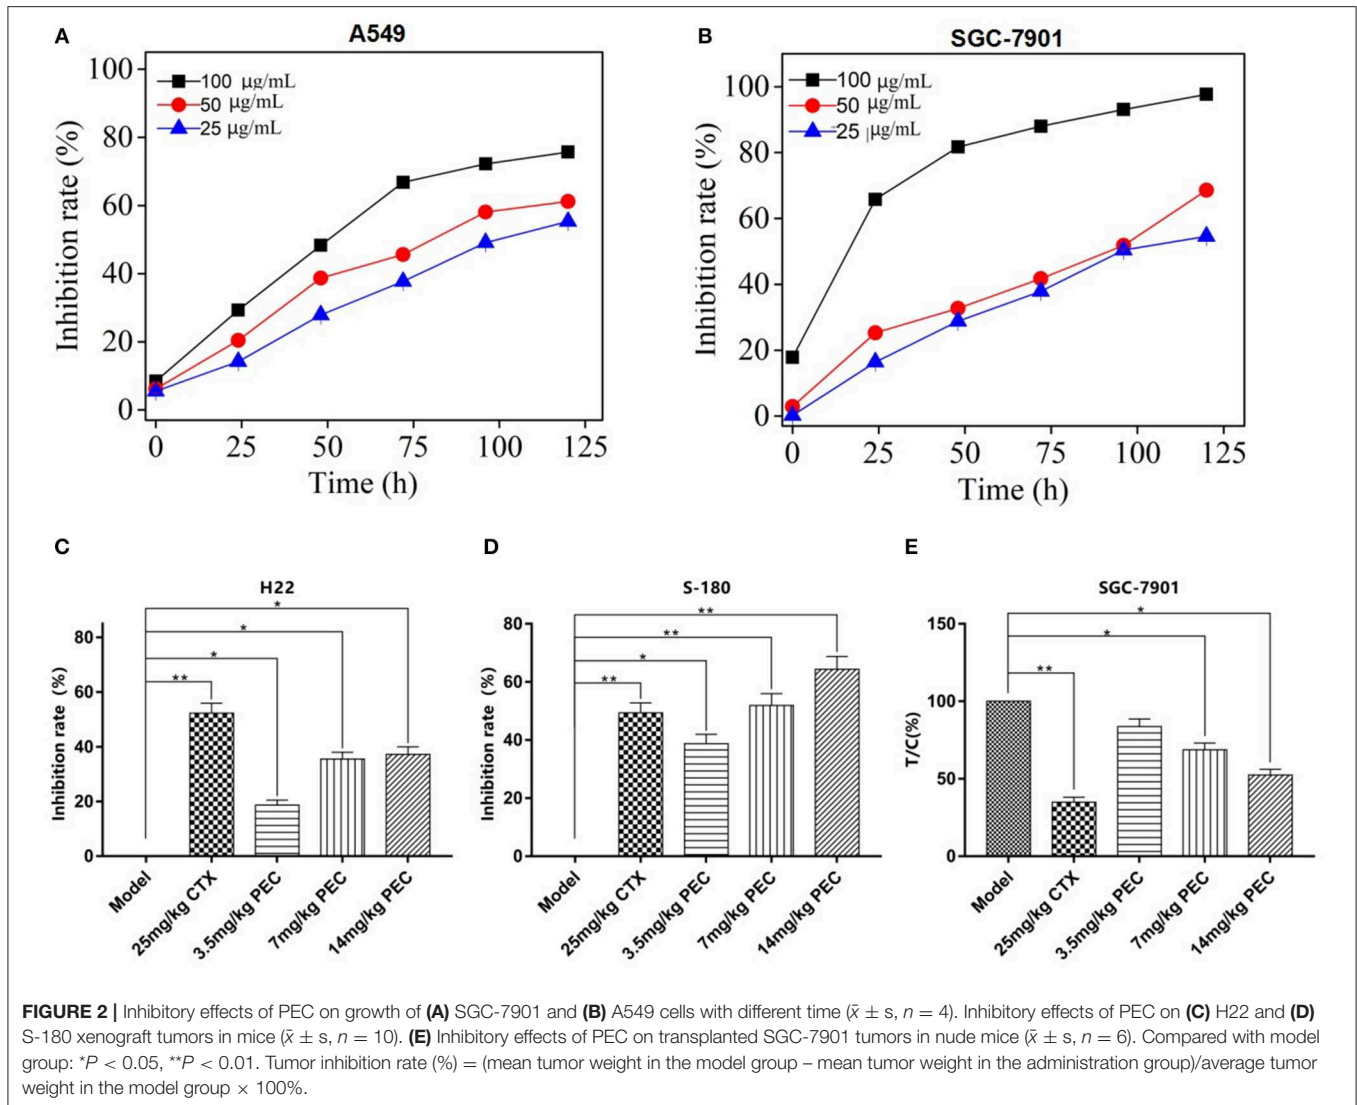 A
A549
100
80
60
40
20
0
Inhibition rate (%)
100 µg/mL
50 µg/mL
25 µg/mL
0 25 50 75 100 125
Time (h)
B
SGC-7901
100
80
60
40
20
0
Inhibition rate (%)
100 µg/mL
50 µg/mL
25 µg/mL
0 25 50 75 100 125
Time (h)
C
H22
80
60
40
20
0
Inhibition rate (%)
**
*
*
*
Model
25mg/kg CTX
3.5mg/kg PEC
7mg/kg PEC
14mg/kg PEC
D
S-180
80
60
40
20
0
Inhibition rate (%)
**
*
**
**
Model
25mg/kg CTX
3.5mg/kg PEC
7mg/kg PEC
14mg/kg PEC
E
SGC-7901
150
100
50
0
T/C(%)
**
*
*
Model
25mg/kg CTX
3.5mg/kg PEC
7mg/kg PEC
14mg/kg PEC
FIGURE 2 | Inhibitory effects of PEC on growth of (A) SGC-7901 and (B) A549 cells with different time (x̄ ± s, n = 4). Inhibitory effects of PEC on (C) H22 and (D)
S-180 xenograft tumors in mice (x̄ ± s, n = 10). (E) Inhibitory effects of PEC on transplanted SGC-7901 tumors in nude mice (x̄ ± s, n = 6). Compared with model
group: *P < 0.05, **P < 0.01. Tumor inhibition rate (%) = (mean tumor weight in the model group – mean tumor weight in the administration group)/average tumor
weight in the model group × 100%.